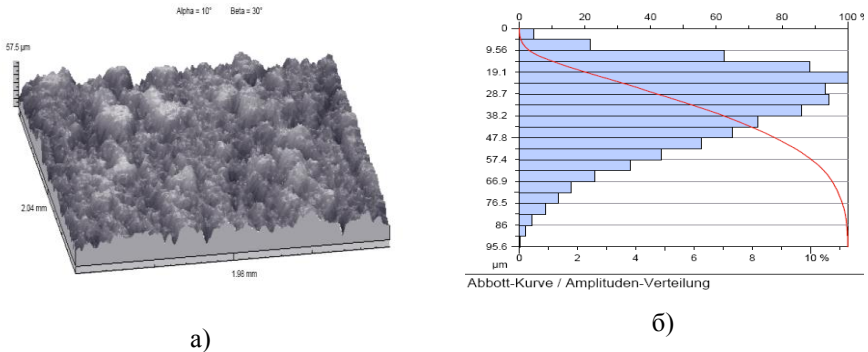 Alpha = 10° Beta = 30°
57.5 µm
2.04 mm
1.98 mm
а)
0 20 40 60 80 100 %
0
9.56
19.1
28.7
38.2
47.8
57.4
66.9
76.5
86
95.6
µm
0 2 4 6 8 10 %
Abbott-Kurve / Amplituden-Verteilung
б)